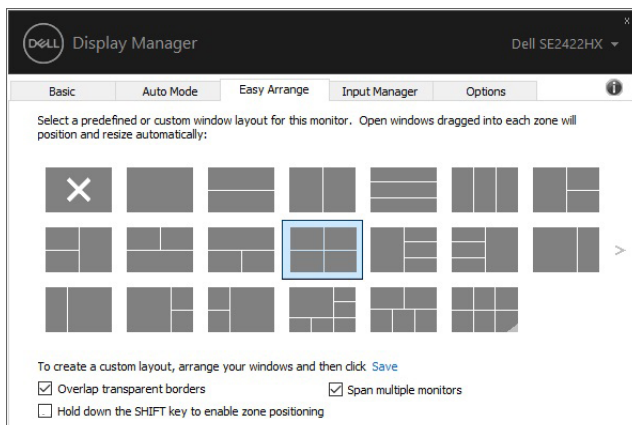 DELL Display Manager
Dell SE2422HX
Basic Auto Mode Easy Arrange Input Manager Options
Select a predefined or custom window layout for this monitor. Open windows dragged into each zone will
position and resize automatically:
To create a custom layout, arrange your windows and then click Save
Overlap transparent borders
Span multiple monitors
Hold down the SHIFT key to enable zone positioning